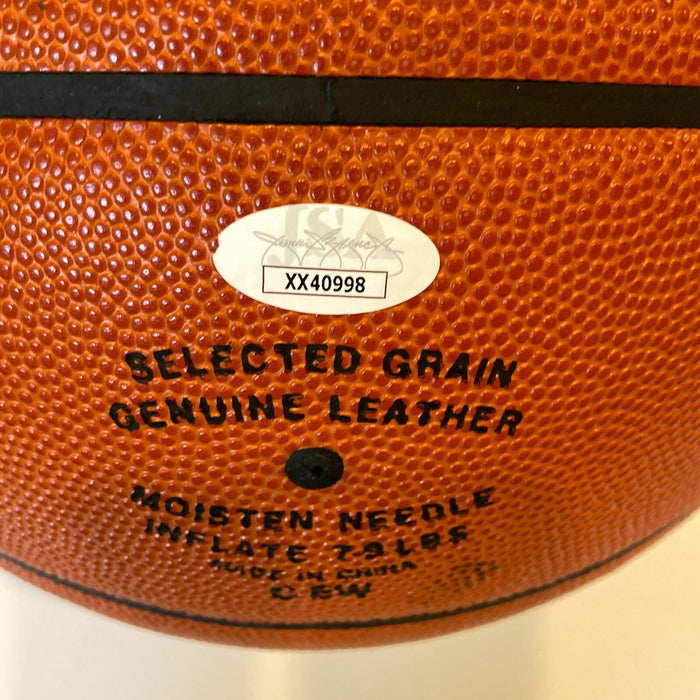 JSA
XX40998
SELECTED GRAIN
GENUINE LEATHER
MOISTEN NEEDLE
INFLATE 7-9 LBS
MADE IN CHINA
CEW